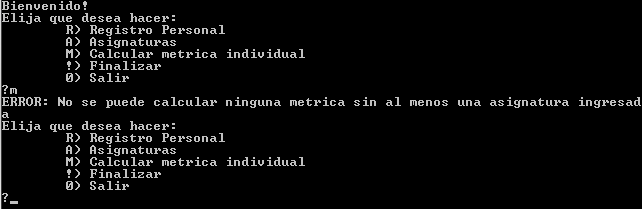 Bienvenido!
Elija que desea hacer:
R) Registro Personal
A) Asignaturas
M) Calcular metrica individual
!) Finalizar
0) Salir
?m
ERROR: No se puede calcular ninguna metrica sin al menos una asignatura ingresad
a
Elija que desea hacer:
R) Registro Personal
A) Asignaturas
M) Calcular metrica individual
!) Finalizar
0) Salir
?_